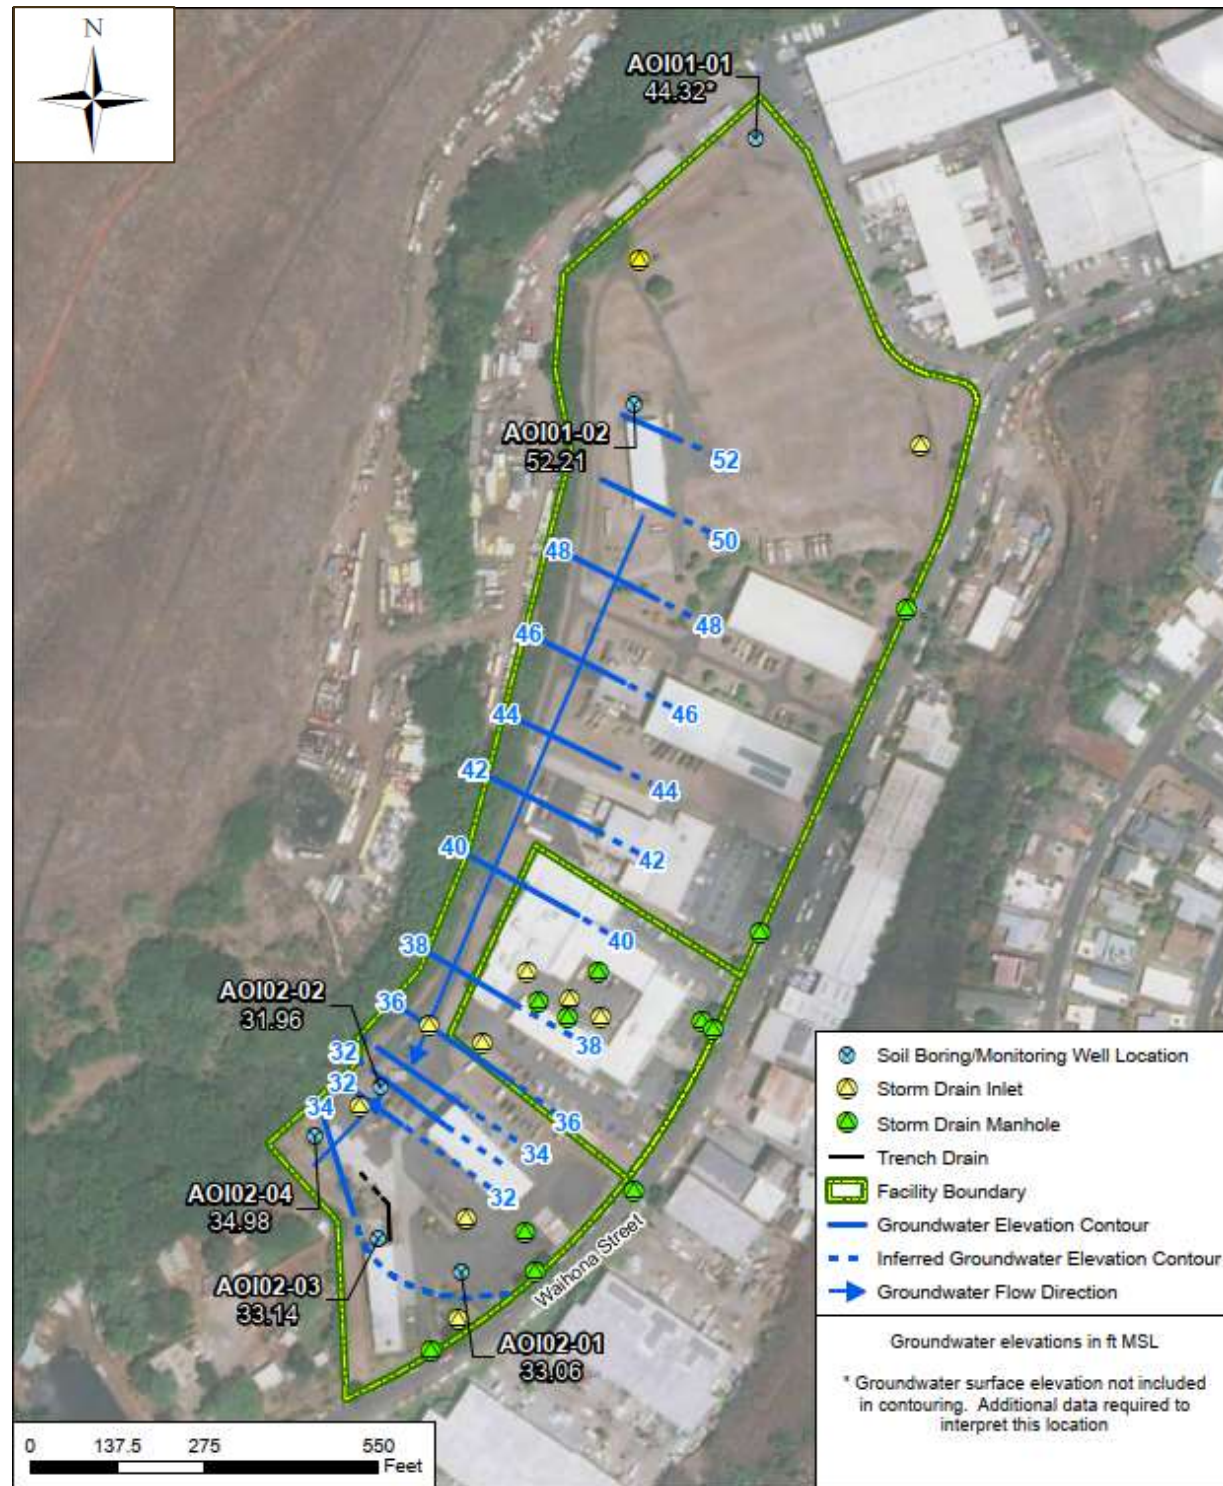 N
AOI01-01
44.32*
AOI01-02
52.21
52
50
48
48
46
46
44
44
42
42
40
40
38
38
AOI02-02
31.96
36
36
32
32
34
34
32
AOI02-04
34.98
AOI02-03
33.14
AOI02-01
33.06
Waihona Street
Soil Boring/Monitoring Well Location
Storm Drain Inlet
Storm Drain Manhole
Trench Drain
Facility Boundary
Groundwater Elevation Contour
Inferred Groundwater Elevation Contour
Groundwater Flow Direction
Groundwater elevations in ft MSL
* Groundwater surface elevation not included
in contouring. Additional data required to
interpret this location
0 137.5 275 550
Feet